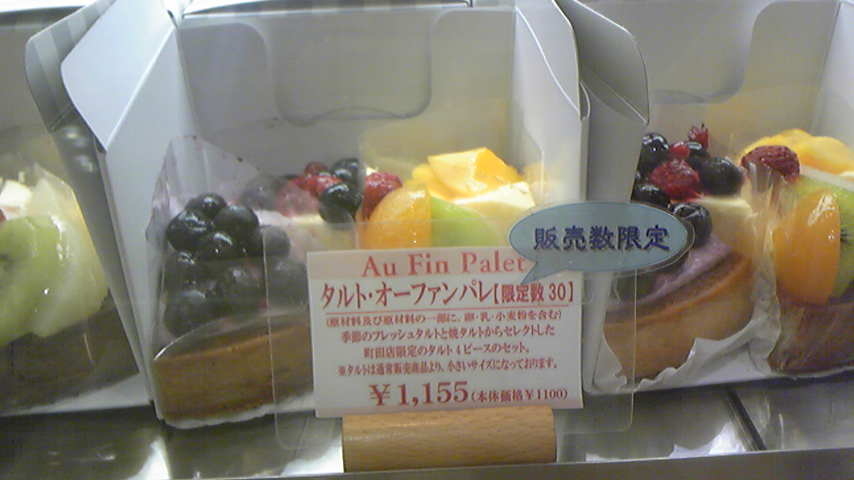 販売数限定
Au Fin Palet
タルト・オーファンパレ【限定数30】
(原材料及び原材料の一部に、卵・乳・小麦粉を含む)
季節のフレッシュタルトと焼タルトからセレクトした
町田店限定のタルト4ピースのセット。
※タルトは通常販売商品より、小さいサイズになっております。
¥1,155(本体価格¥1100)